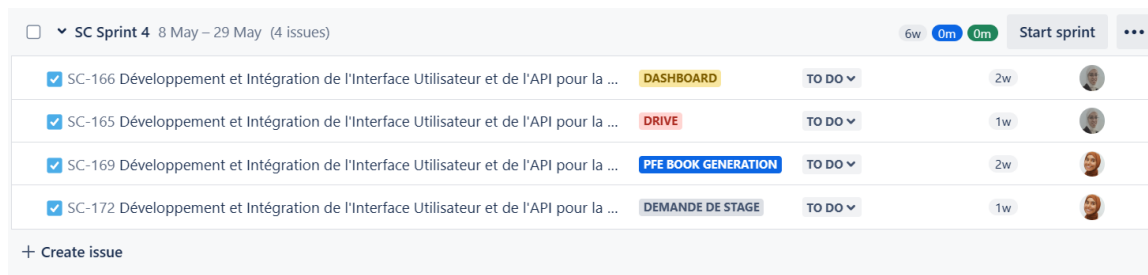 SC Sprint 4 8 May – 29 May (4 issues) 6w 0m 0m Start sprint
SC-166 Développement et Intégration de l'Interface Utilisateur et de l'API pour la ... DASHBOARD TO DO 2w
SC-165 Développement et Intégration de l'Interface Utilisateur et de l'API pour la ... DRIVE TO DO 1w
SC-169 Développement et Intégration de l'Interface Utilisateur et de l'API pour la ... PFE BOOK GENERATION TO DO 2w
SC-172 Développement et Intégration de l'Interface Utilisateur et de l'API pour la ... DEMANDE DE STAGE TO DO 1w
+ Create issue